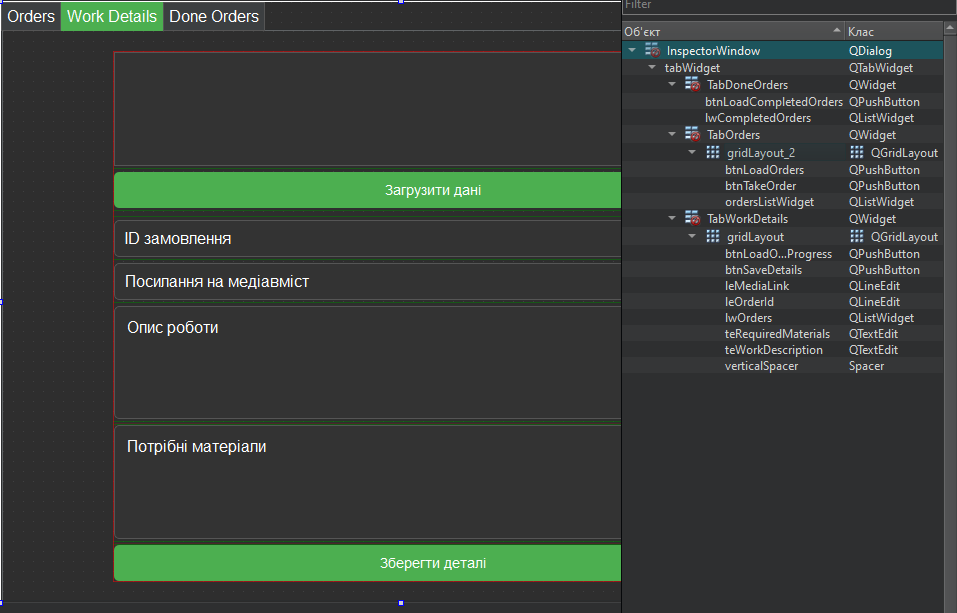 Orders Work Details Done Orders
Загрузити дані
ID замовлення
Посилання на медіавміст
Опис роботи
Потрібні матеріали
Зберегти деталі
Filter
Об'єкт Клас
InspectorWindow QDialog
tabWidget QTabWidget
TabDoneOrders QWidget
btnLoadCompletedOrders QPushButton
lwCompletedOrders QListWidget
TabOrders QWidget
gridLayout_2 QGridLayout
btnLoadOrders QPushButton
btnTakeOrder QPushButton
ordersListWidget QListWidget
TabWorkDetails QWidget
gridLayout QGridLayout
btnLoadO...Progress QPushButton
btnSaveDetails QPushButton
leMediaLink QLineEdit
leOrderId QLineEdit
lwOrders QListWidget
teRequiredMaterials QTextEdit
teWorkDescription QTextEdit
verticalSpacer Spacer